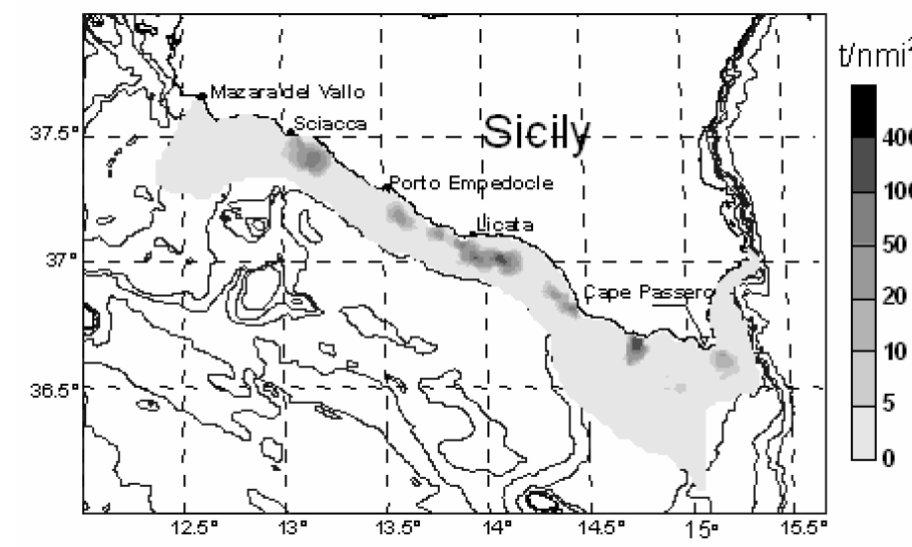 t/nmi²
Mazara del Vallo
Sciacca
Sicily
Porto Empedocle
Licata
Cape Passero
37.5°
37°
36.5°
12.5°
13°
13.5°
14°
14.5°
15°
15.5°
400
100
50
20
10
5
0